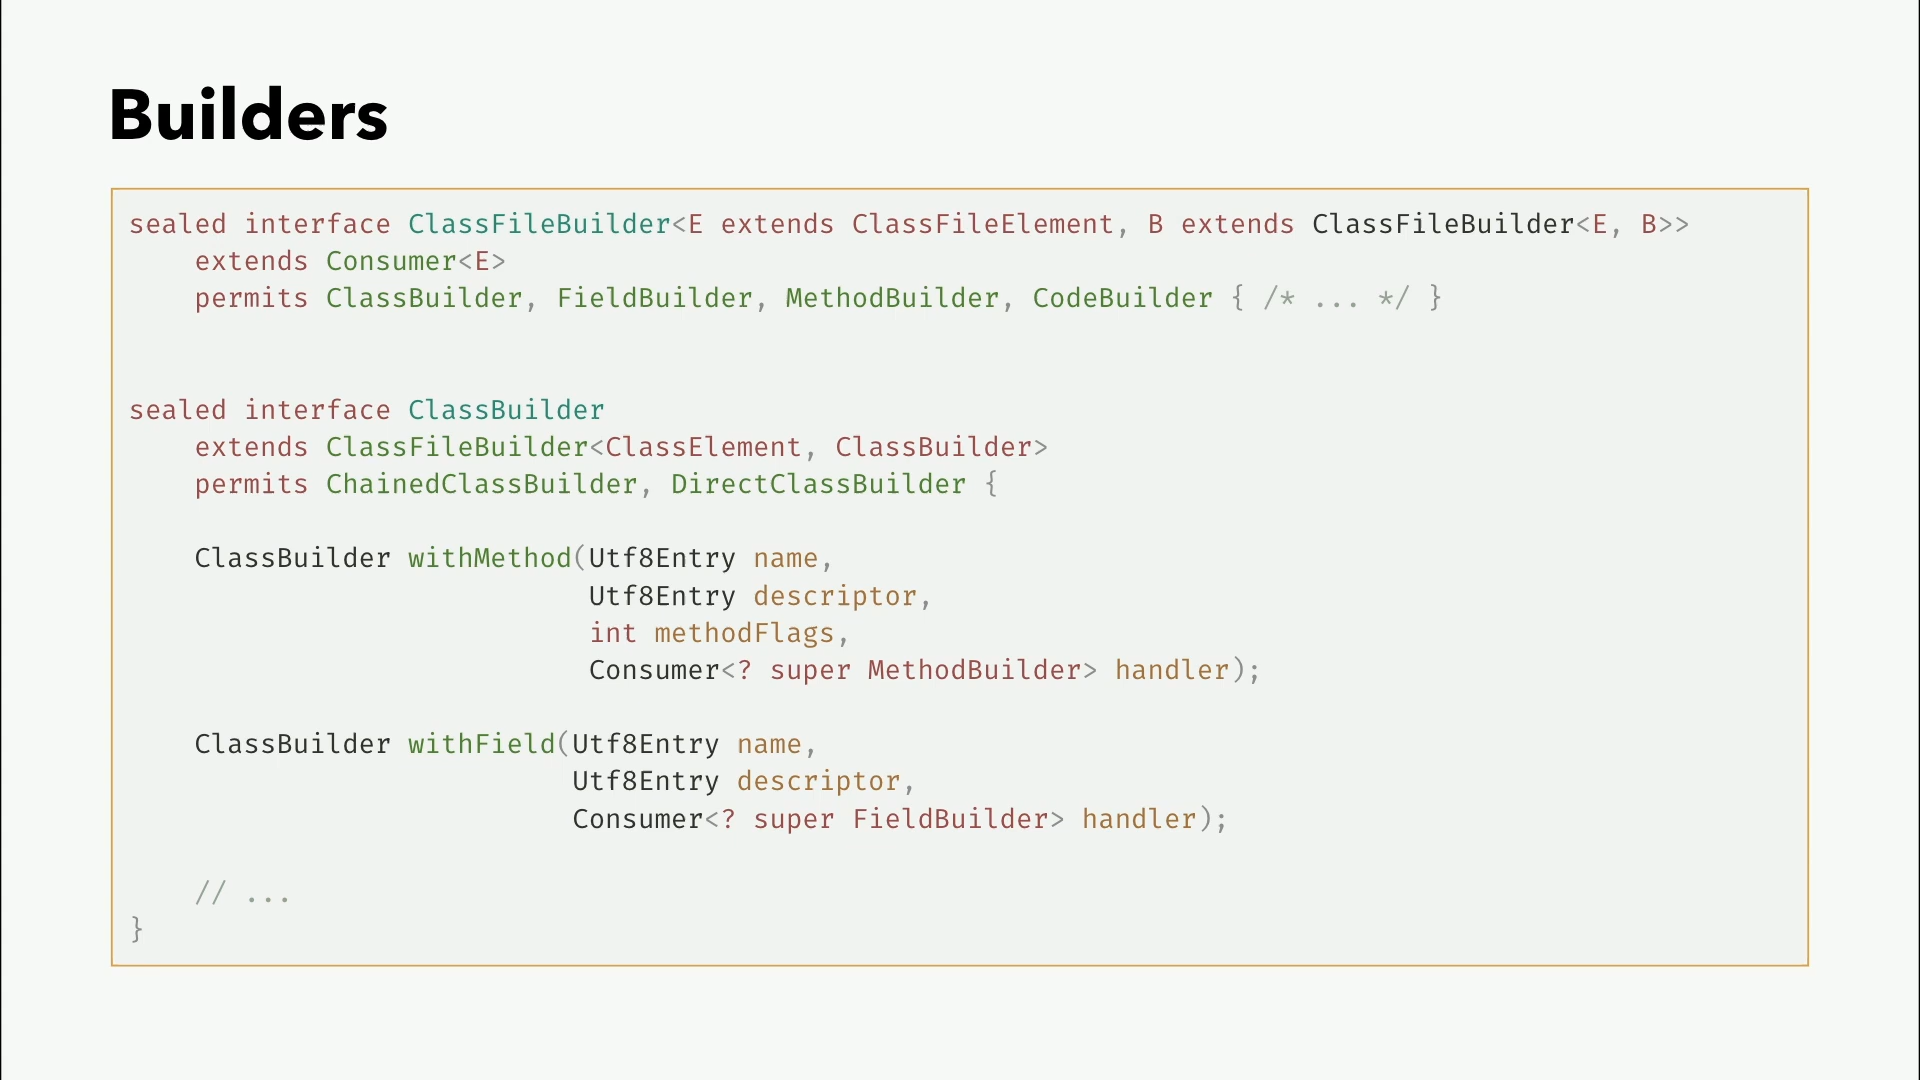 Builders
sealed interface ClassFileBuilder<E extends ClassFileElement, B extends ClassFileBuilder<E, B>>
    extends Consumer<E>
    permits ClassBuilder, FieldBuilder, MethodBuilder, CodeBuilder { /* ... */ }
sealed interface ClassBuilder
    extends ClassFileBuilder<ClassElement, ClassBuilder>
    permits ChainedClassBuilder, DirectClassBuilder {
    ClassBuilder withMethod(Utf8Entry name,
                            Utf8Entry descriptor,
                            int methodFlags,
                            Consumer<? super MethodBuilder> handler);
    ClassBuilder withField(Utf8Entry name,
                           Utf8Entry descriptor,
                           Consumer<? super FieldBuilder> handler);
    // ...
}